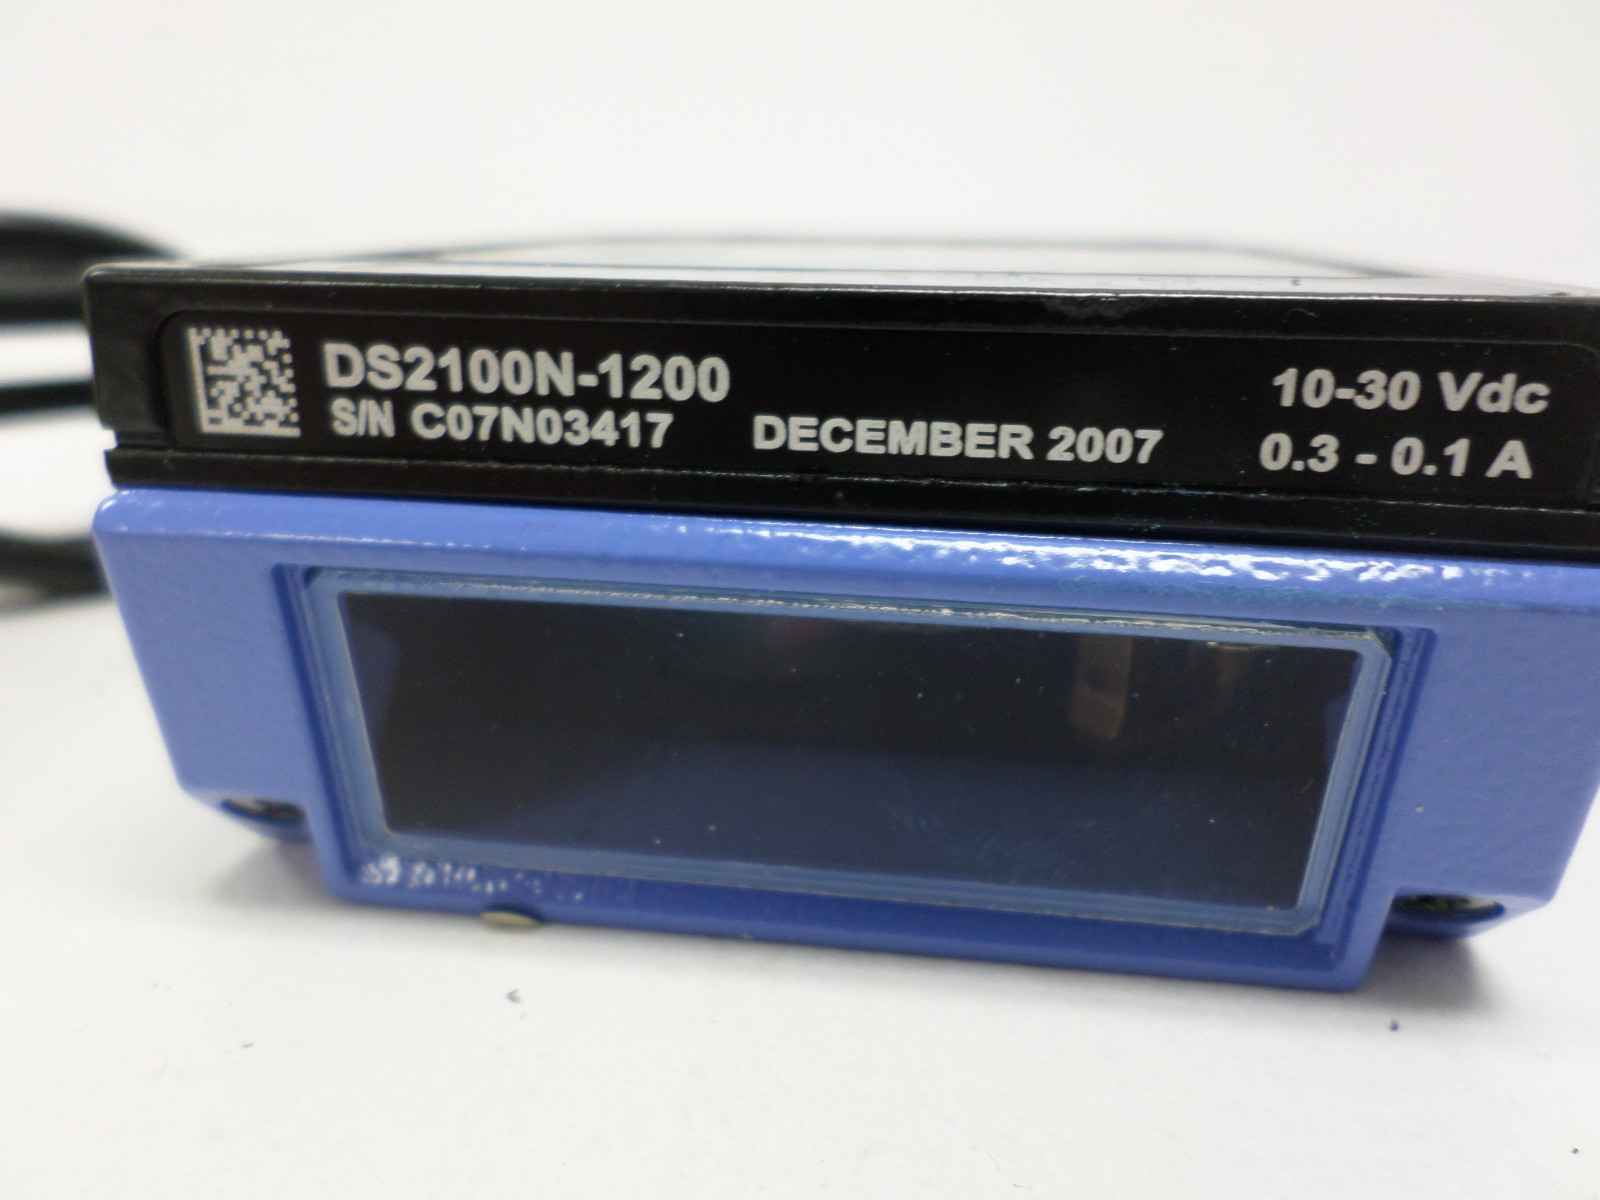 DS2100N-1200
S/N C07N03417
DECEMBER 2007
10-30 Vdc
0.3 - 0.1 A